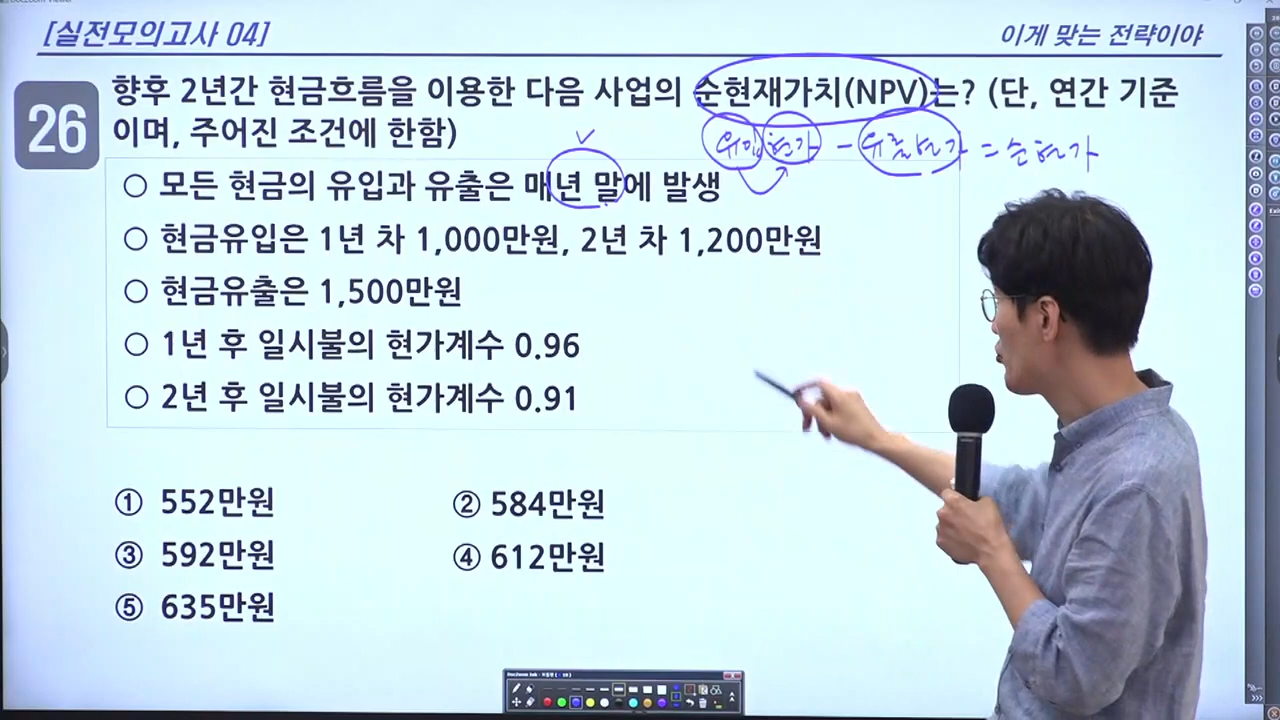 [실전모의고사 04]
이게 맞는 전략이야
26
향후 2년간 현금흐름을 이용한 다음 사업의 순현재가치(NPV)는? (단, 연간 기준
이며, 주어진 조건에 한함)
유입현가 - 유출현가 = 순현가
○ 모든 현금의 유입과 유출은 매년 말에 발생
○ 현금유입은 1년 차 1,000만원, 2년 차 1,200만원
○ 현금유출은 1,500만원
○ 1년 후 일시불의 현가계수 0.96
○ 2년 후 일시불의 현가계수 0.91
① 552만원
② 584만원
③ 592만원
④ 612만원
⑤ 635만원